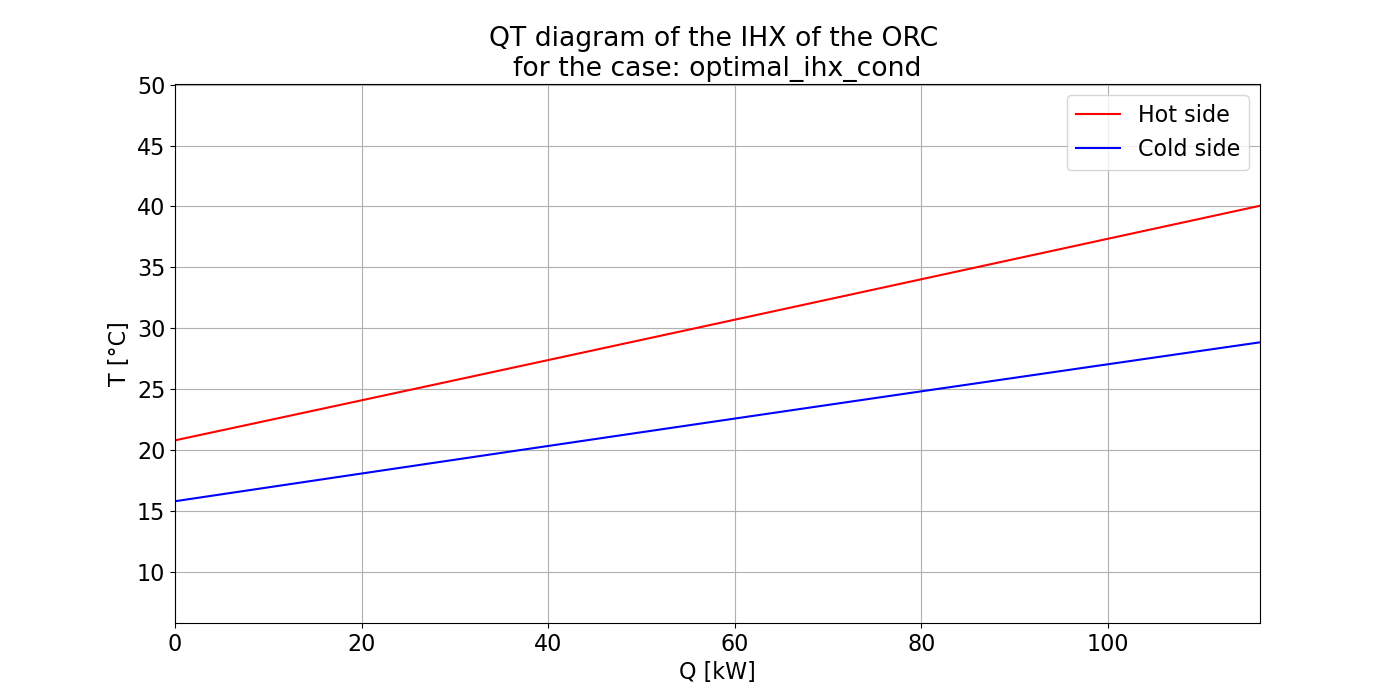 QT diagram of the IHX of the ORC
for the case: optimal_ihx_cond
Hot side
Cold side
T [°C]
50
45
40
35
30
25
20
15
10
0 20 40 60 80 100
Q [kW]